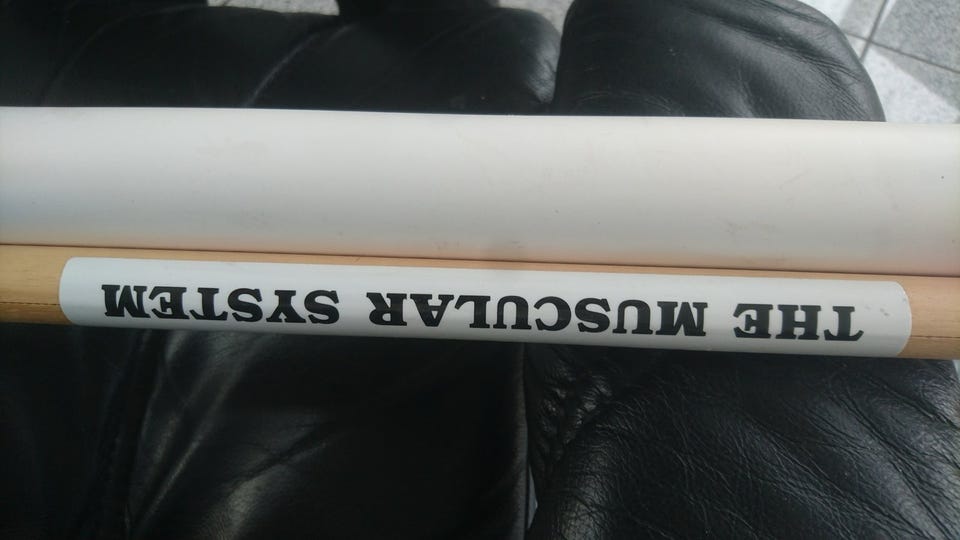 THE MUSCULAR SYSTEM